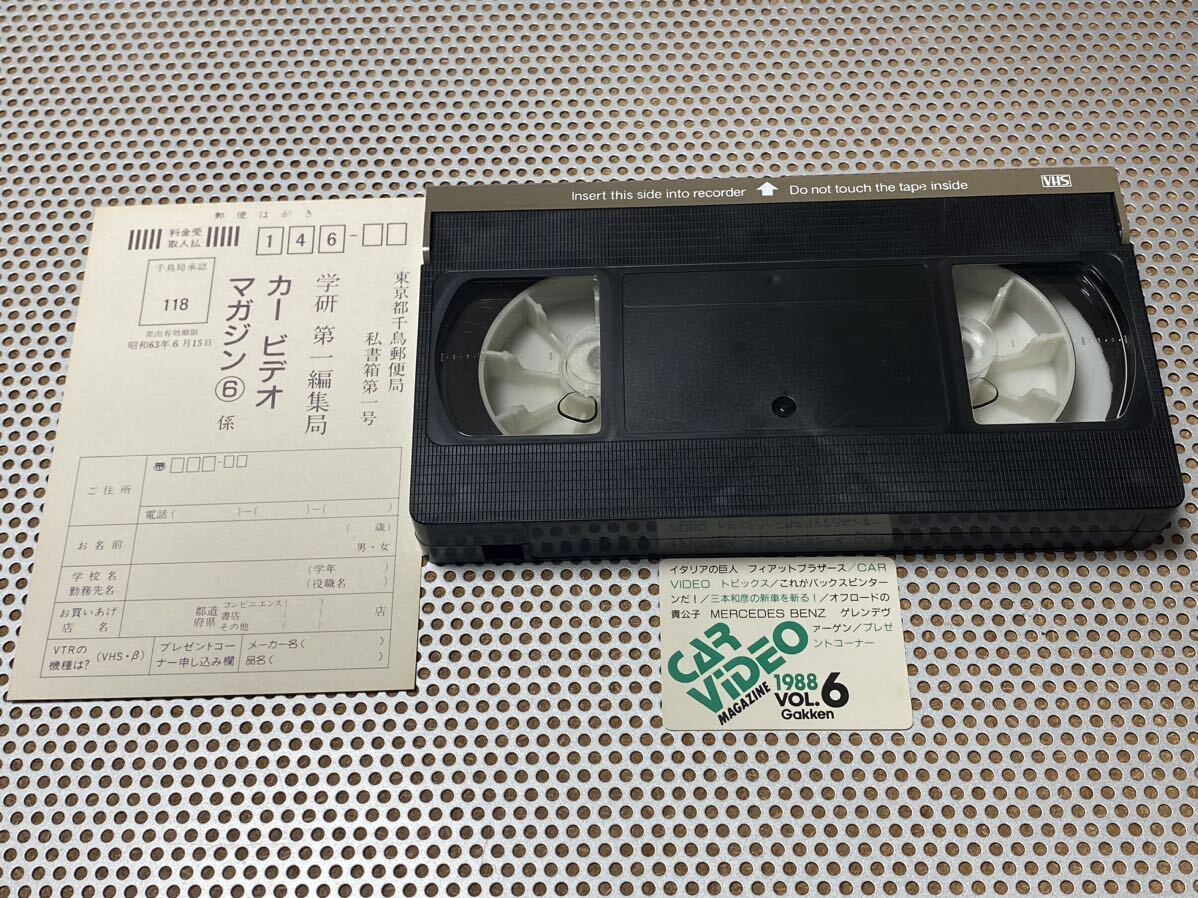 郵便はがき
料金受
取人払
146-
千鳥局承認
118
差出有効期限
昭和63年6月15日
東京都千鳥郵便局
私書箱第一号
学研 第一編集局
カー ビデオ
マガジン⑥係
ご住所
〒
電話( )-( )-( )
お名前
( 歳)
男・女
学校名
勤務先名
(学年 )
(役職名 )
お買いあげ
店名
都道
府県
コンビニエンス( )
書店 ( )
その他 ( )
店
VTRの
機種は?
(VHS・β)
プレゼントコー
ナー申し込み欄
メーカー名( )
品名( )
Insert this side into recorder
Do not touch the tape inside
VHS
イタリアの巨人 フィアットブラザース/CAR
VIDEO トピックス/これがバックスピンター
ンだ!/三本和彦の新車を斬る!/オフロードの
貴公子 MERCEDES BENZ ゲレンデヴ
ァーゲン/プレゼ
ントコーナー
CAR
ViDEO
MAGAZINE
1988
VOL.6
Gakken